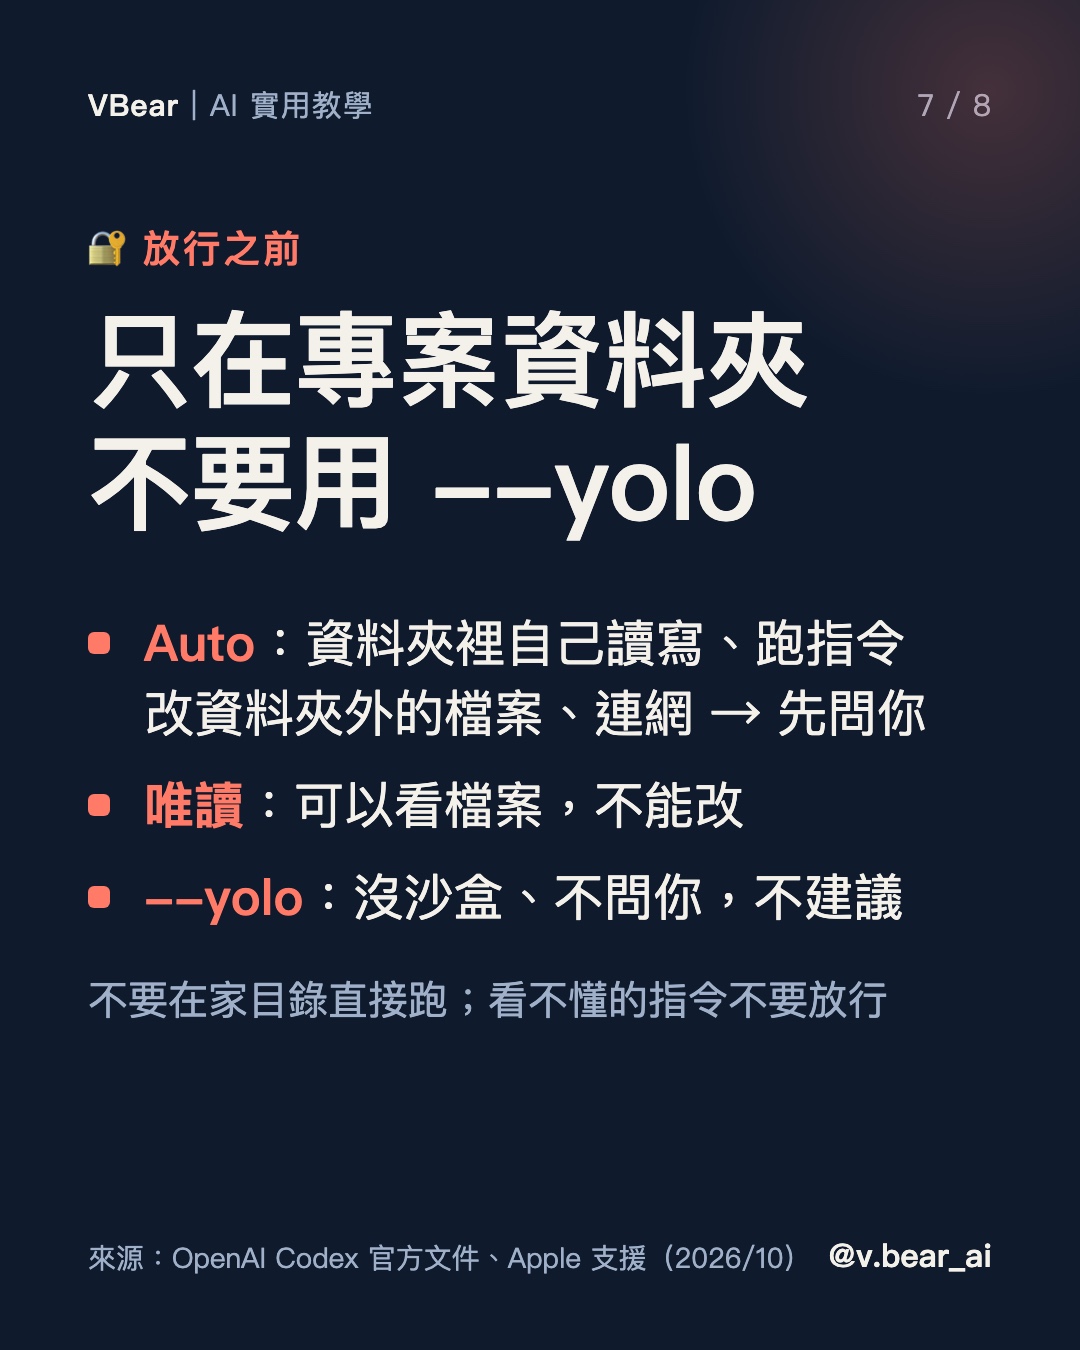 VBear｜AI 實用教學
7 / 8
🔐 放行之前
只在專案資料夾
不要用 --yolo
Auto：資料夾裡自己讀寫、跑指令
改資料夾外的檔案、連網 → 先問你
唯讀：可以看檔案，不能改
--yolo：沒沙盒、不問你，不建議
不要在家目錄直接跑；看不懂的指令不要放行
來源：OpenAI Codex 官方文件、Apple 支援（2026/10）
@v.bear_ai